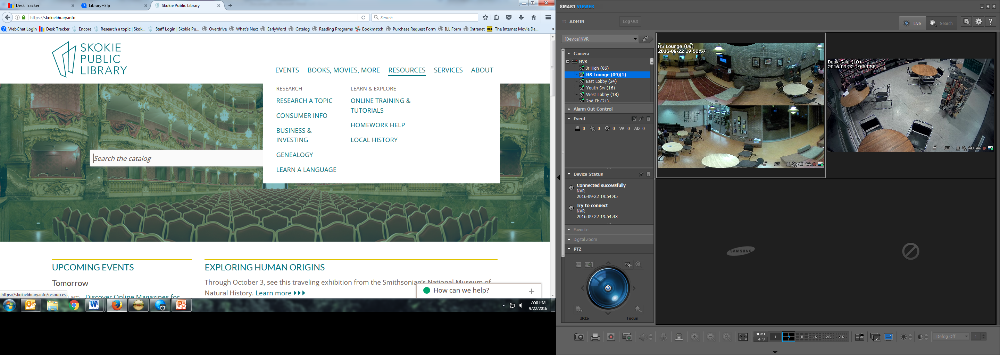 Desk Tracker
LibraryH3lp
Skokie Public Library
https://skokielibrary.info
Search
WebChat Login
Desk Tracker
Encore
Research a topic | Skok...
Staff Login | Skokie Pu...
Overdrive
What's Next
EarlyWord
Catalog
Reading Programs
Bookmatch
Purchase Request Form
ILL Form
Intranet
IMDb
The Internet Movie Da...
SKOKIE
PUBLIC
LIBRARY
EVENTS
BOOKS, MOVIES, MORE
RESOURCES
SERVICES
ABOUT
RESEARCH
RESEARCH A TOPIC
CONSUMER INFO
BUSINESS &
INVESTING
GENEALOGY
LEARN A LANGUAGE
LEARN & EXPLORE
ONLINE TRAINING &
TUTORIALS
HOMEWORK HELP
LOCAL HISTORY
Search the catalog
UPCOMING EVENTS
Tomorrow
am Discover Online Magazines for
EXPLORING HUMAN ORIGINS
Through October 3, see this traveling exhibition from the Smithsonian's National Museum of
Natural History. Learn more
How can we help?
https://skokielibrary.info/resources
7:58 PM
9/22/2016
SMART VIEWER
ID ADMIN
Log Out
Live
Search
[Device]NVR
Camera
NVR
Jr High (06)
HS Lounge (09)(1)
East Lobby (24)
Youth Srv (16)
West Lobby (18)
2nd Flr (21)
Alarm Out Control
Event
0 0 0 VA 0 AD 0
Device Status
Connected successfully
NVR
2016-09-22 19:54:45
Try to connect
NVR
2016-09-22 19:54:43
Favorite
Digital Zoom
PTZ
SET
GO
IRIS
Focus
HS Lounge (09)
2016-09-22 19:58:57
PTZ AD VA
Book Sale (10)
2016-09-22 19:58:58
PTZ AD VA
SAMSUNG
16:9
4:3
1
9
16
25
36
Defog Off
1